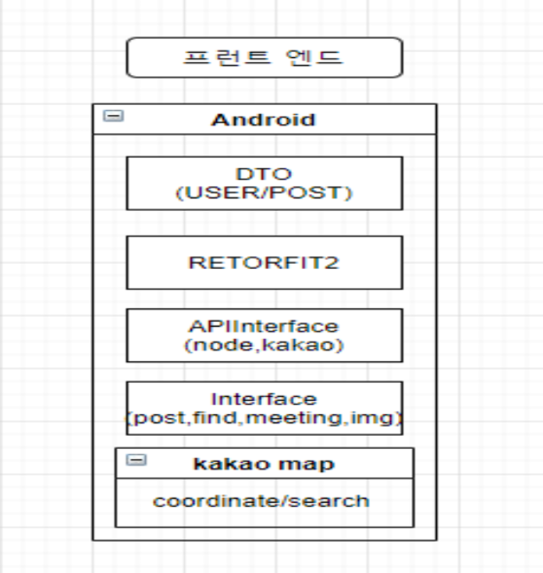 프런트 엔드
Android
DTO
(USER/POST)
RETORFIT2
APIInterface
(node,kakao)
Interface
(post,find,meeting,img)
kakao map
coordinate/search